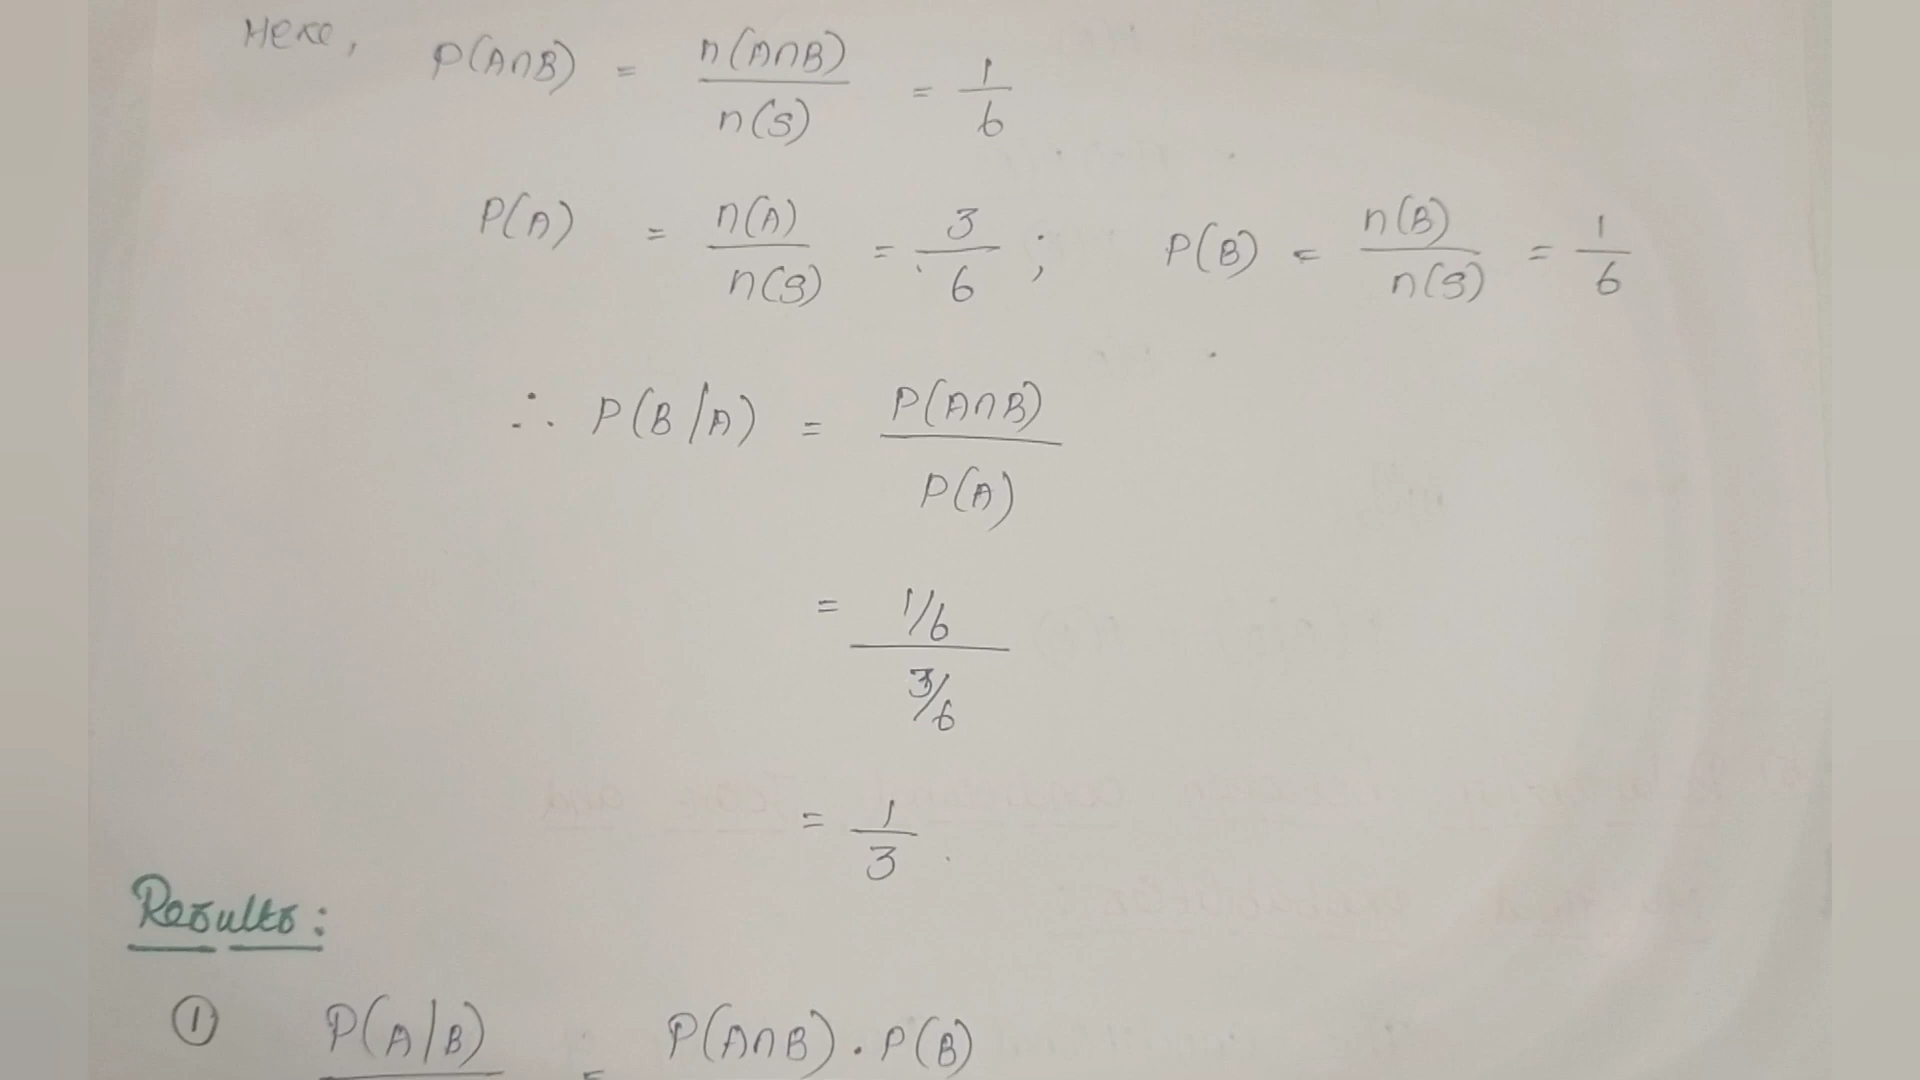 Here, P(A∩B) = n(A∩B)/n(S) = 1/6
P(A) = n(A)/n(S) = 3/6 ; P(B) = n(B)/n(S) = 1/6
∴ P(B/A) = P(A∩B)/P(A)
= 1/6 / 3/6
= 1/3.
Results:
① P(A/B) = P(A∩B) . P(B)